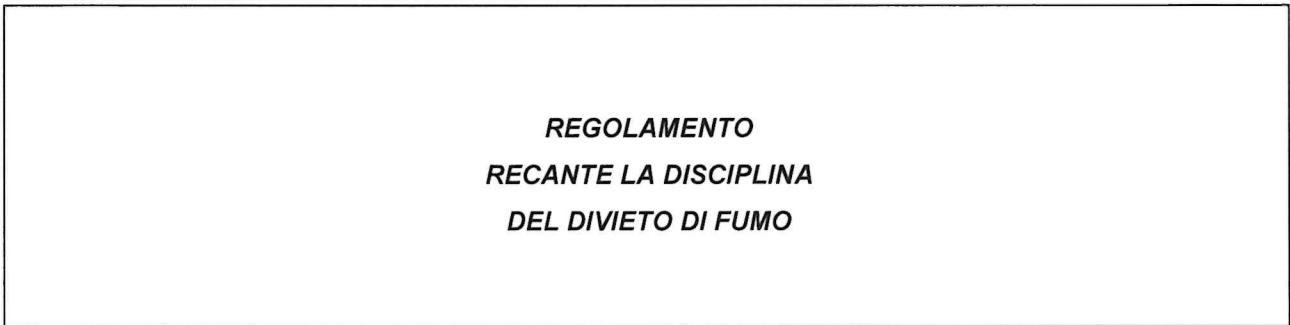 REGOLAMENTO
RECANTE LA DISCIPLINA
DEL DIVIETO DI FUMO